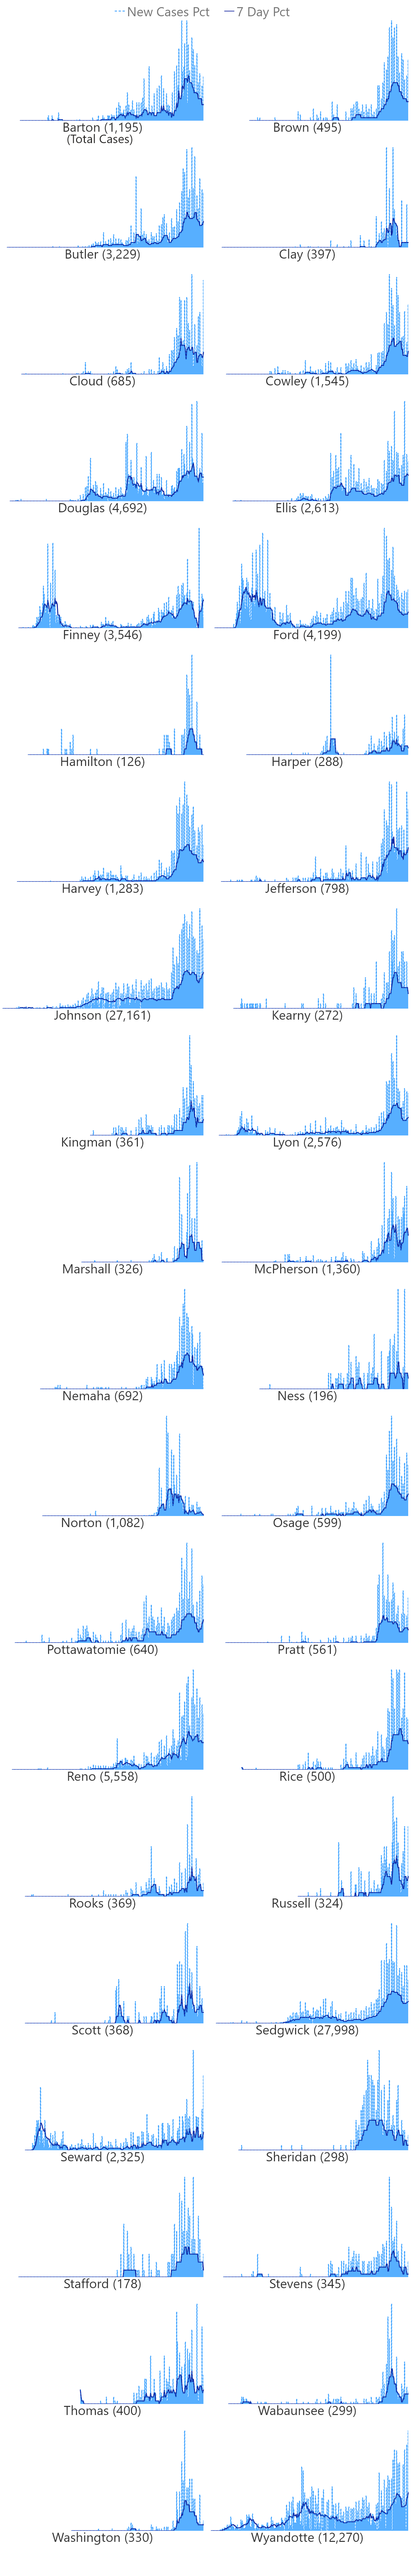 New Cases Pct 7 Day Pct
Barton (1,195) Brown (495)
(Total Cases)
Butler (3,229) Clay (397)
Cloud (685) Cowley (1,545)
Douglas (4,692) Ellis (2,613)
Finney (3,546) Ford (4,199)
Hamilton (126) Harper (288)
Harvey (1,283) Jefferson (798)
Johnson (27,161) Kearny (272)
Kingman (361) Lyon (2,576)
Marshall (326) McPherson (1,360)
Nemaha (692) Ness (196)
Norton (1,082) Osage (599)
Pottawatomie (640) Pratt (561)
Reno (5,558) Rice (500)
Rooks (369) Russell (324)
Scott (368) Sedgwick (27,998)
Seward (2,325) Sheridan (298)
Stafford (178) Stevens (345)
Thomas (400) Wabaunsee (299)
Washington (330) Wyandotte (12,270)